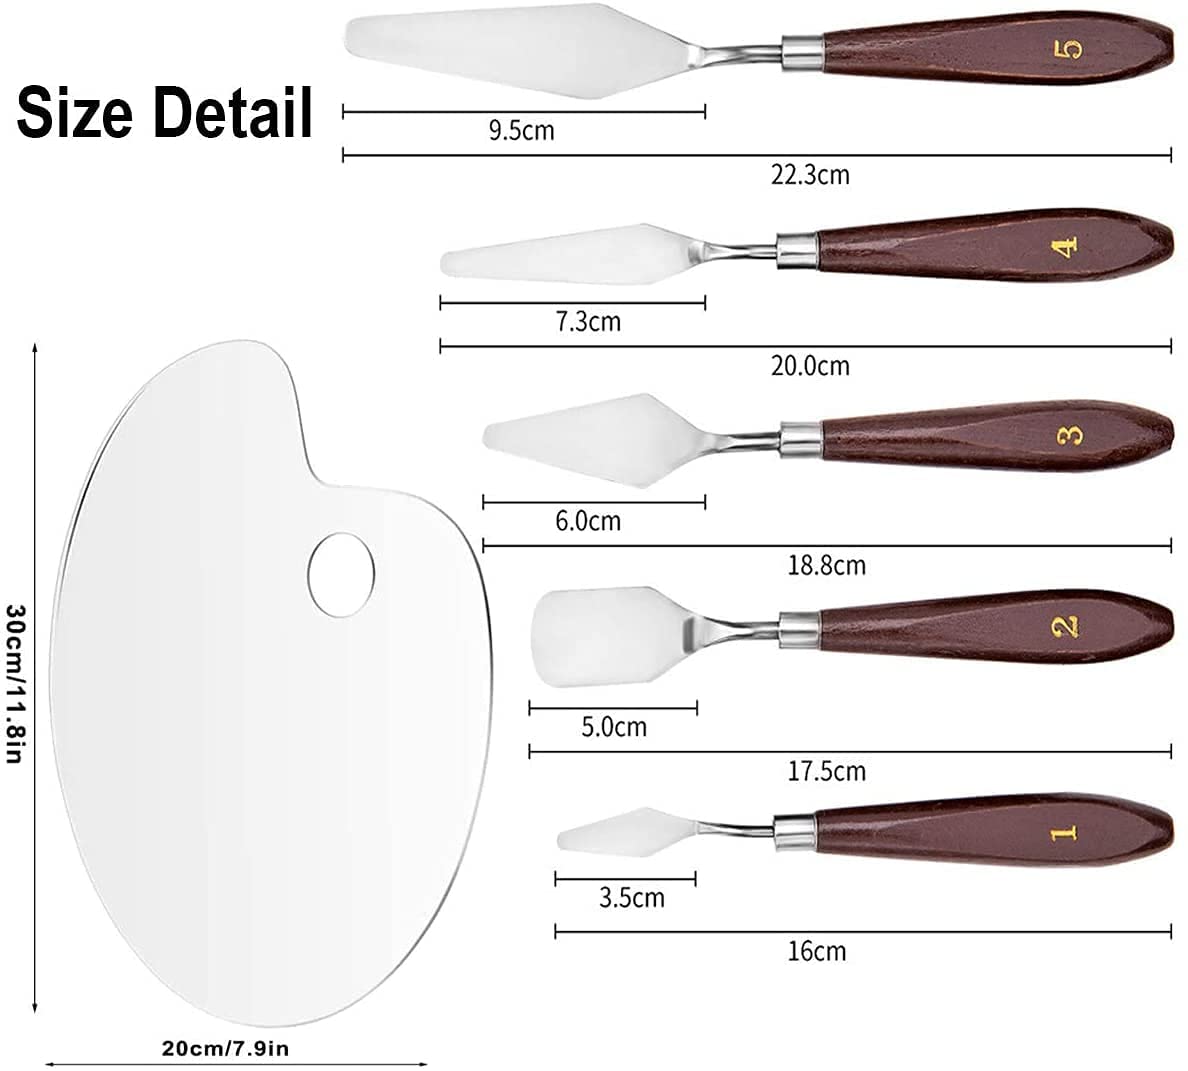 Size Detail
5
9.5cm
22.3cm
4
7.3cm
20.0cm
3
6.0cm
18.8cm
2
5.0cm
17.5cm
1
3.5cm
16cm
30cm/11.8in
20cm/7.9in